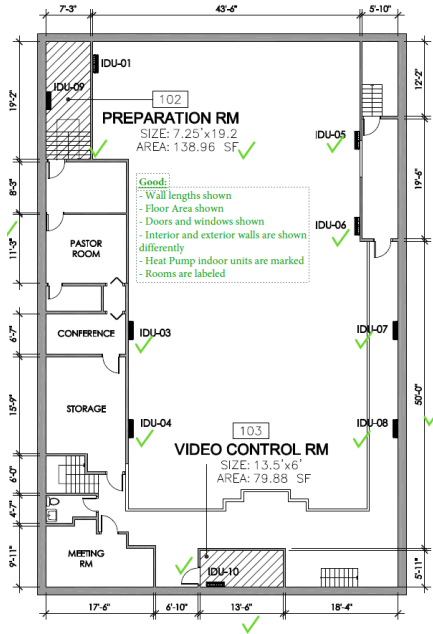 7'-3"
43'-6"
5'-10"
IDU-01
IDU-09
102
PREPARATION RM
SIZE: 7.25'x19.2
AREA: 138.96 SF
IDU-05
19'-2"
12'-2"
Good:
- Wall lengths shown
- Floor Area shown
- Doors and windows shown
- Interior and exterior walls are shown
differently
- Heat Pump indoor units are marked
- Rooms are labeled
8'-3"
19'-6"
IDU-06
11'-3"
PASTOR
ROOM
6'-7"
CONFERENCE
IDU-03
IDU-07
15'-9"
STORAGE
IDU-04
103
IDU-08
50'-0"
VIDEO CONTROL RM
SIZE: 13.5'x6'
AREA: 79.88 SF
6'-0"
4'-7"
9'-11"
MEETING
RM
IDU-10
5'-11"
17'-6"
6'-10"
13'-6"
18'-4"